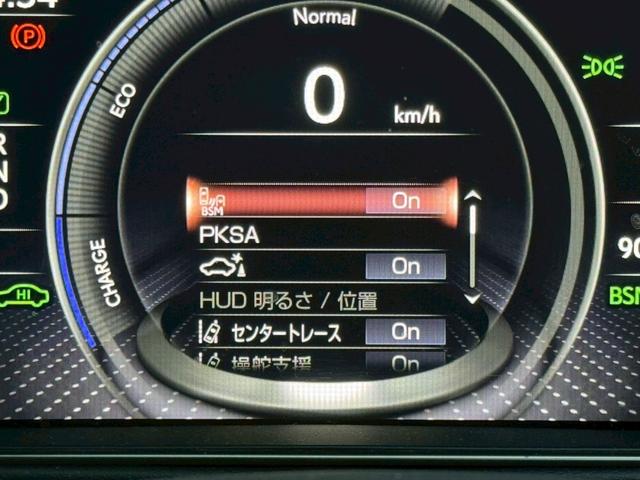 Normal
P
ECO
0
km/h
BSM On
PKSA
On
90
CHARGE
HUD 明るさ / 位置
HI
BSM
センタートレース On
操舵支援 On